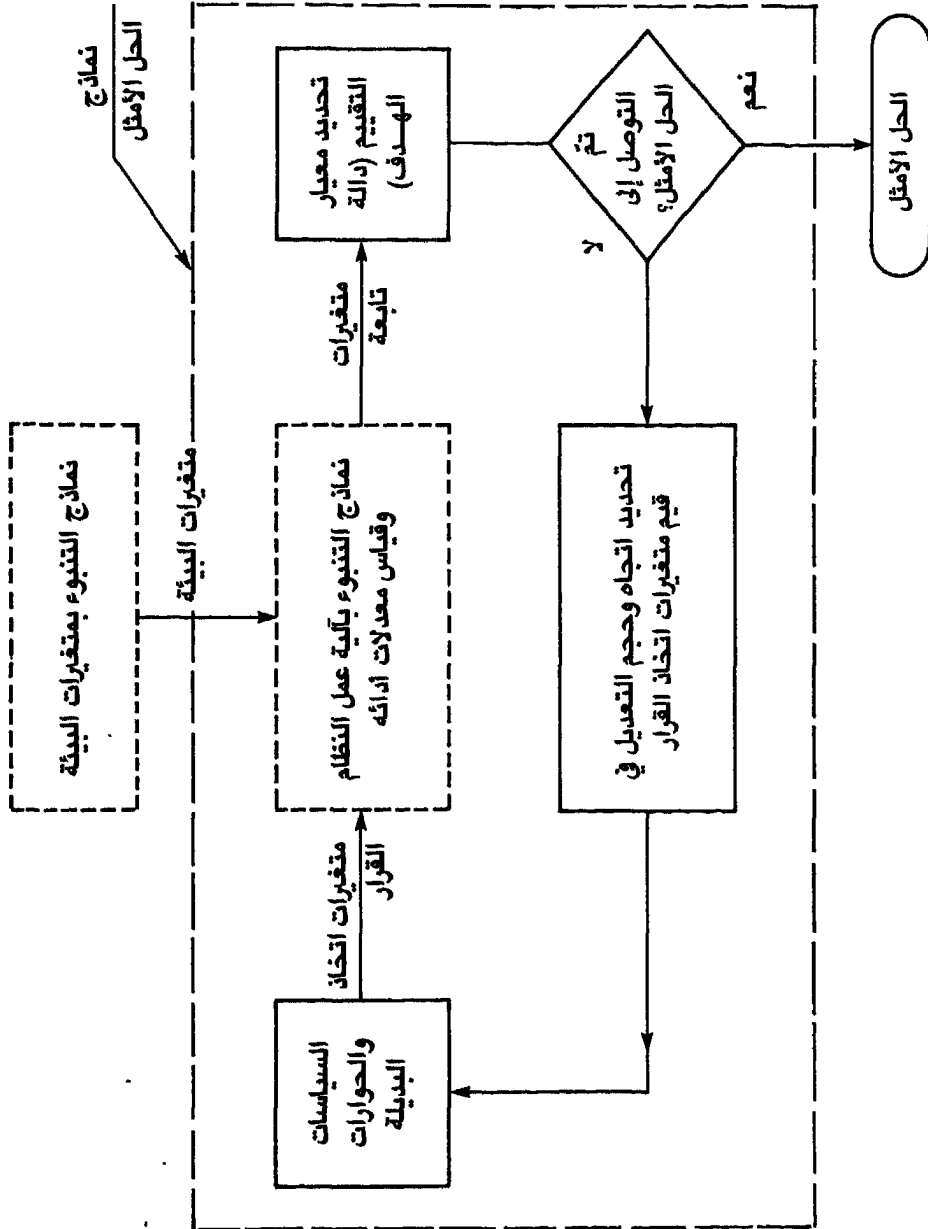 نماذج
الحل الأمثل
نماذج التنبوء بمتغيرات البيئة
متغيرات البيئة
السياسات
والحوارات
البديلة
متغيرات اتخاذ
القرار
نماذج التنبوء بآلية عمل النظام
وقياس معدلات ادائه
متغيرات
تابعة
تحديد معيار
التقييم (دالة
الهدف)
تمّ
التوصل إلى
الحل الأمثل؟
لا
نعم
تحديد اتجاه وحجم التعديل في
قيم متغيرات اتخاذ القرار
الحل الأمثل